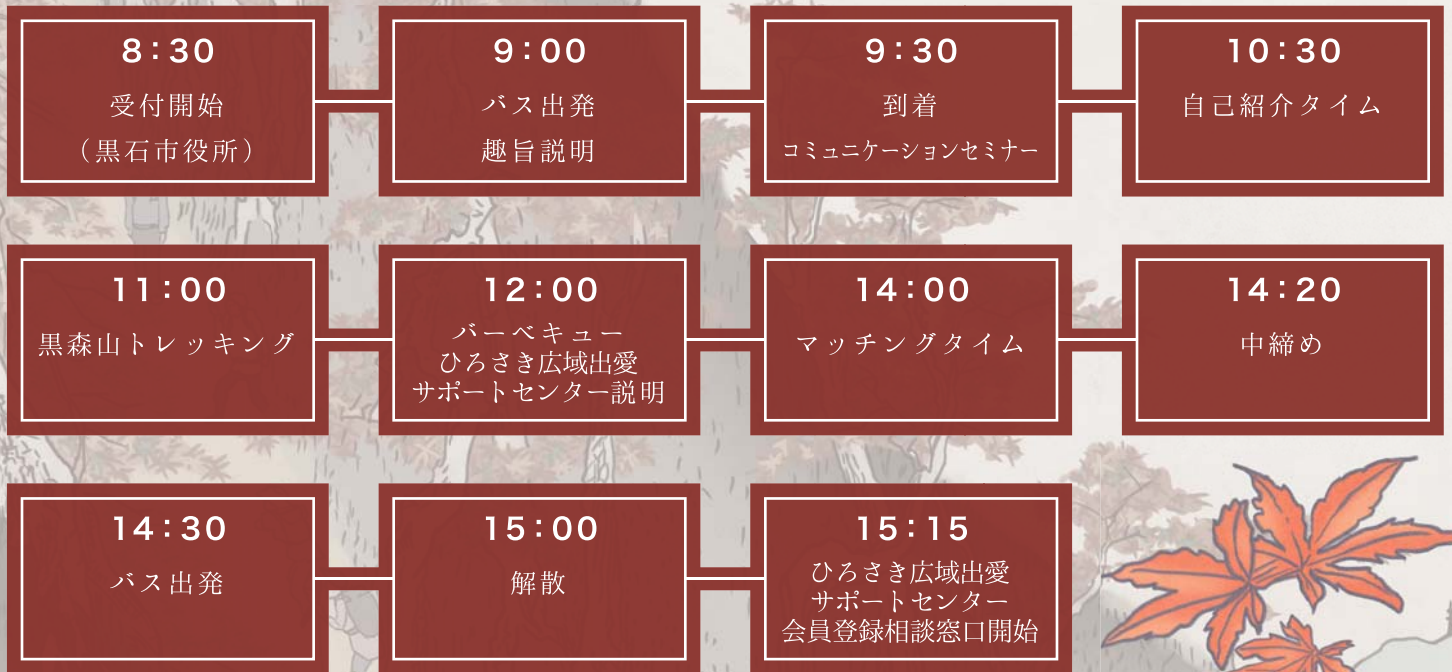 8：30
受付開始
（黒石市役所）
9：00
バス出発
趣旨説明
9：30
到着
コミュニケーションセミナー
10：30
自己紹介タイム
11：00
黒森山トレッキング
12：00
バーベキュー
ひろさき広域出愛
サポートセンター説明
14：00
マッチングタイム
14：20
中締め
14：30
バス出発
15：00
解散
15：15
ひろさき広域出愛
サポートセンター
会員登録相談窓口開始